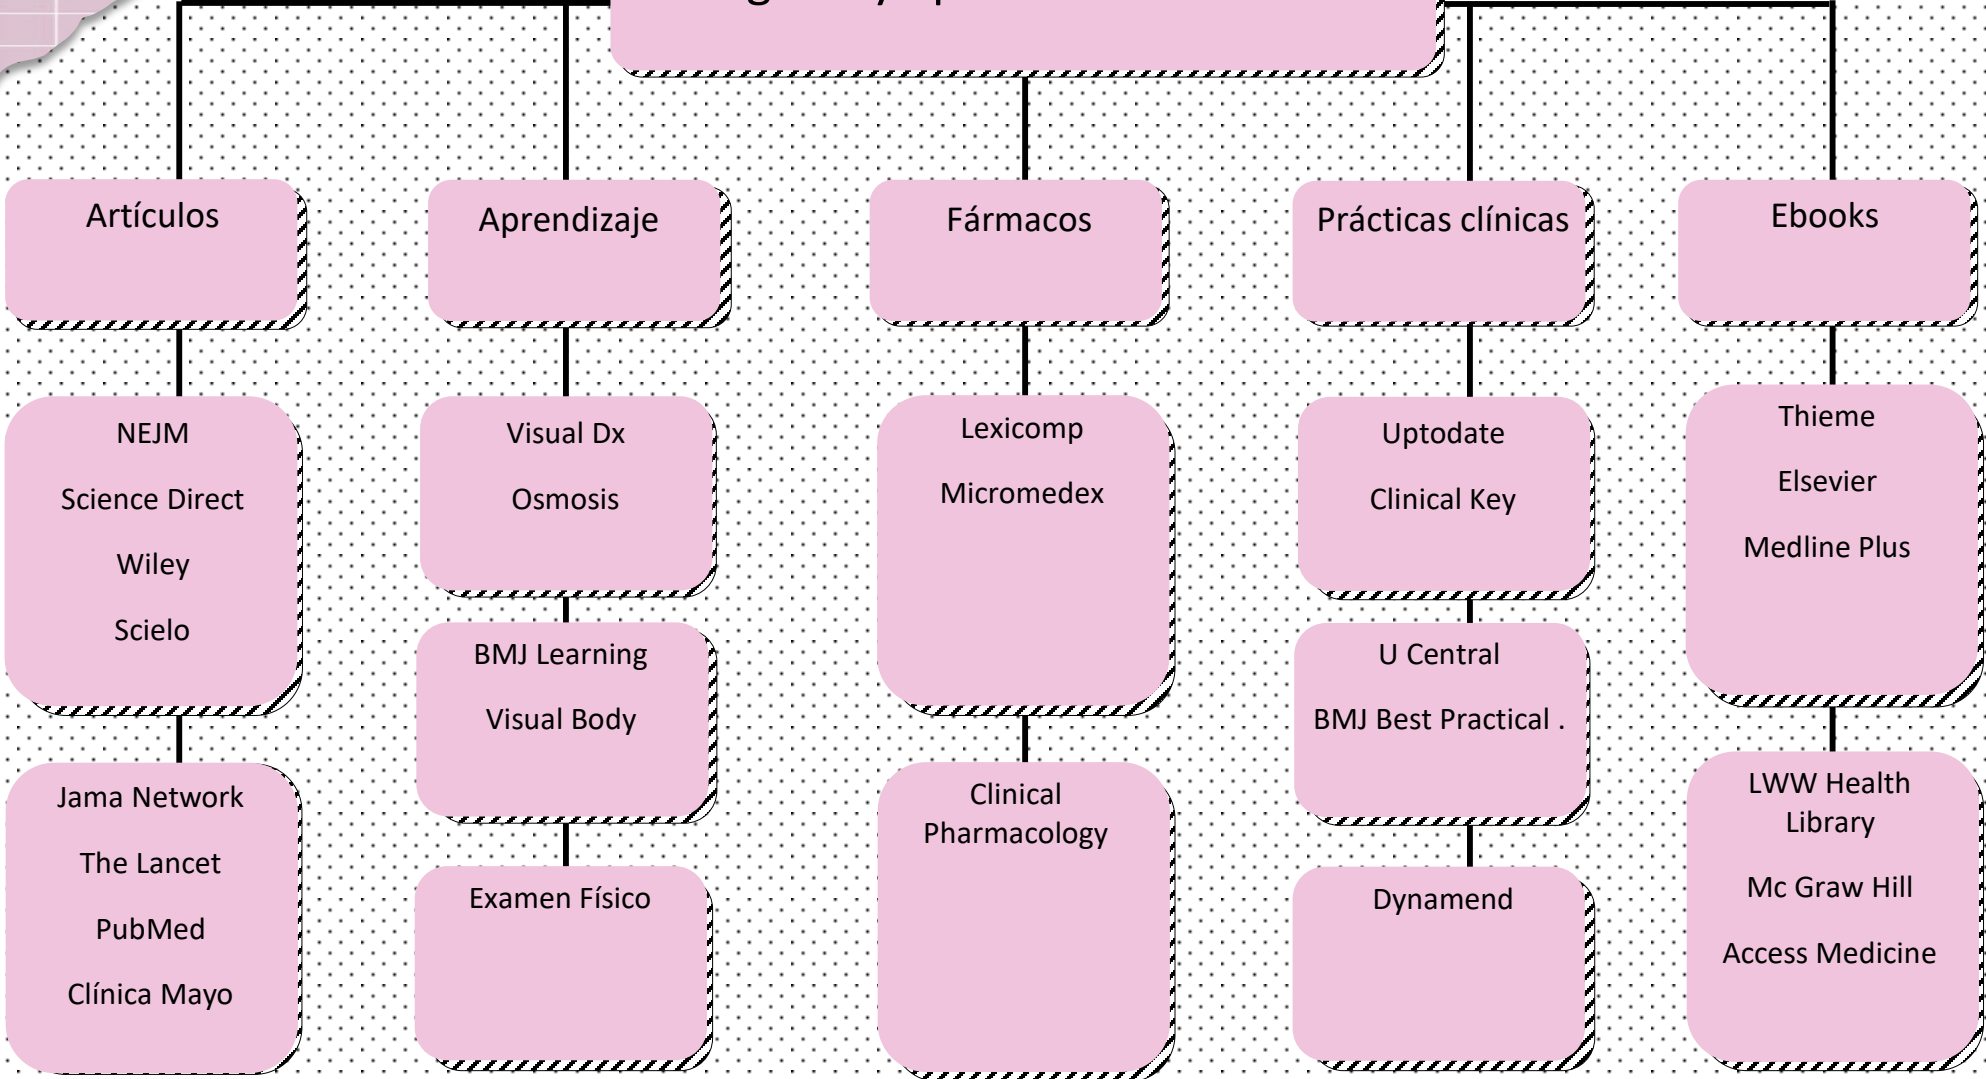 Artículos
NEJM
Science Direct
Wiley
Scielo
Jama Network
The Lancet
PubMed
Clínica Mayo
Aprendizaje
Visual Dx
Osmosis
BMJ Learning
Visual Body
Examen Físico
Fármacos
Lexicomp
Micromedex
Clinical
Pharmacology
Prácticas clínicas
Uptodate
Clinical Key
U Central
BMJ Best Practical .
Dynamend
Ebooks
Thieme
Elsevier
Medline Plus
LWW Health
Library
Mc Graw Hill
Access Medicine